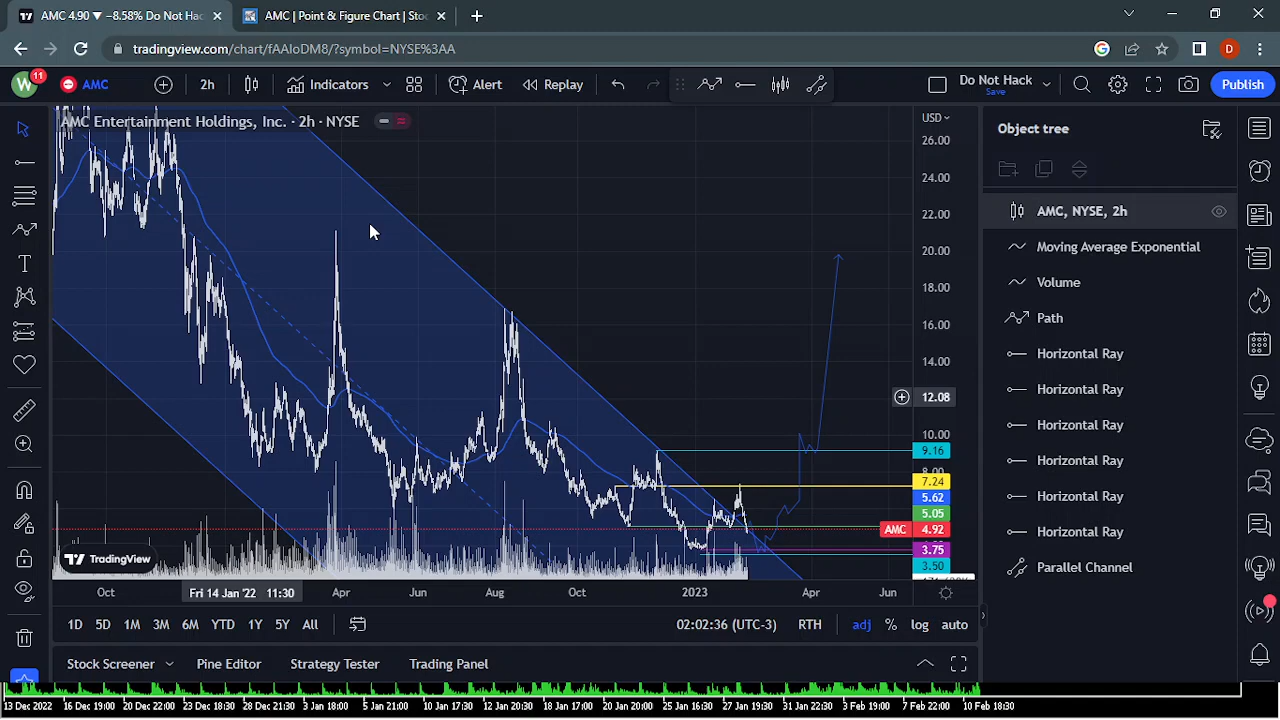 AMC 4.90 ▼ −8.58% Do Not Hac
AMC | Point & Figure Chart | Stoc
tradingview.com/chart/fAAIoDM8/?symbol=NYSE%3AA
D
W 11 AMC 2h Indicators Alert Replay Do Not Hack Save Publish
AMC Entertainment Holdings, Inc. · 2h · NYSE
USD
26.00
24.00
22.00
20.00
18.00
16.00
14.00
12.08
10.00
9.16
8.00
7.24
5.62
5.05
AMC 4.92
3.75
3.50
Object tree
AMC, NYSE, 2h
Moving Average Exponential
Volume
Path
Horizontal Ray
Horizontal Ray
Horizontal Ray
Horizontal Ray
Horizontal Ray
Horizontal Ray
Parallel Channel
TradingView
Oct Fri 14 Jan '22 11:30 Apr Jun Aug Oct 2023 Apr Jun
1D 5D 1M 3M 6M YTD 1Y 5Y All 02:02:36 (UTC-3) RTH adj % log auto
Stock Screener Pine Editor Strategy Tester Trading Panel
13 Dec 2022 16 Dec 19:00 20 Dec 22:00 23 Dec 18:30 28 Dec 21:30 3 Jan 17:00 5 Jan 21:00 10 Jan 17:30 12 Jan 20:30 18 Jan 17:00 20 Jan 20:00 25 Jan 16:30 27 Jan 19:30 31 Jan 22:30 3 Feb 19:00 7 Feb 22:00 10 Feb 18:30